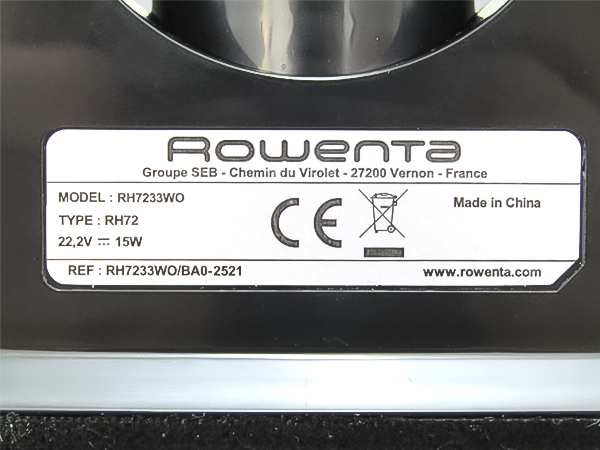 Rowenta
Groupe SEB - Chemin du Virolet - 27200 Vernon - France
MODEL : RH7233WO
Made in China
TYPE : RH72
22,2V ⎓ 15W
REF : RH7233WO/BA0-2521
www.rowenta.com